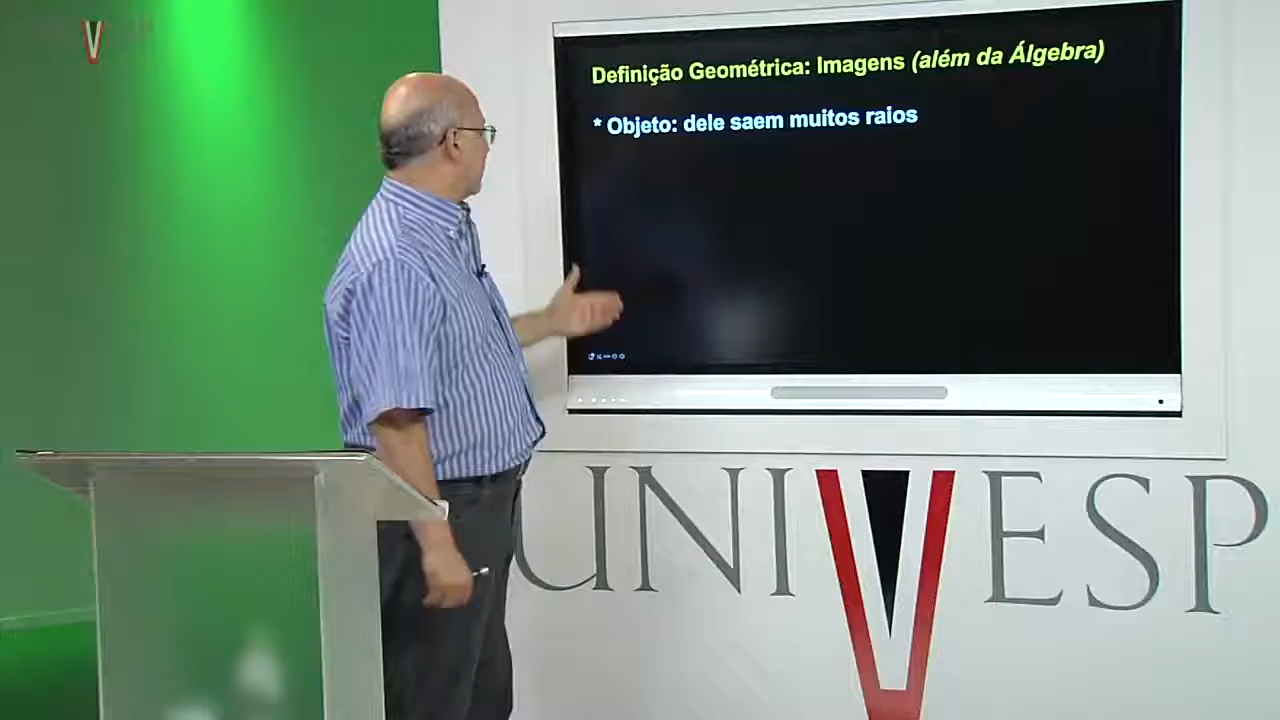 Definição Geométrica: Imagens (além da Álgebra)
* Objeto: dele saem muitos raios
UNIVESP